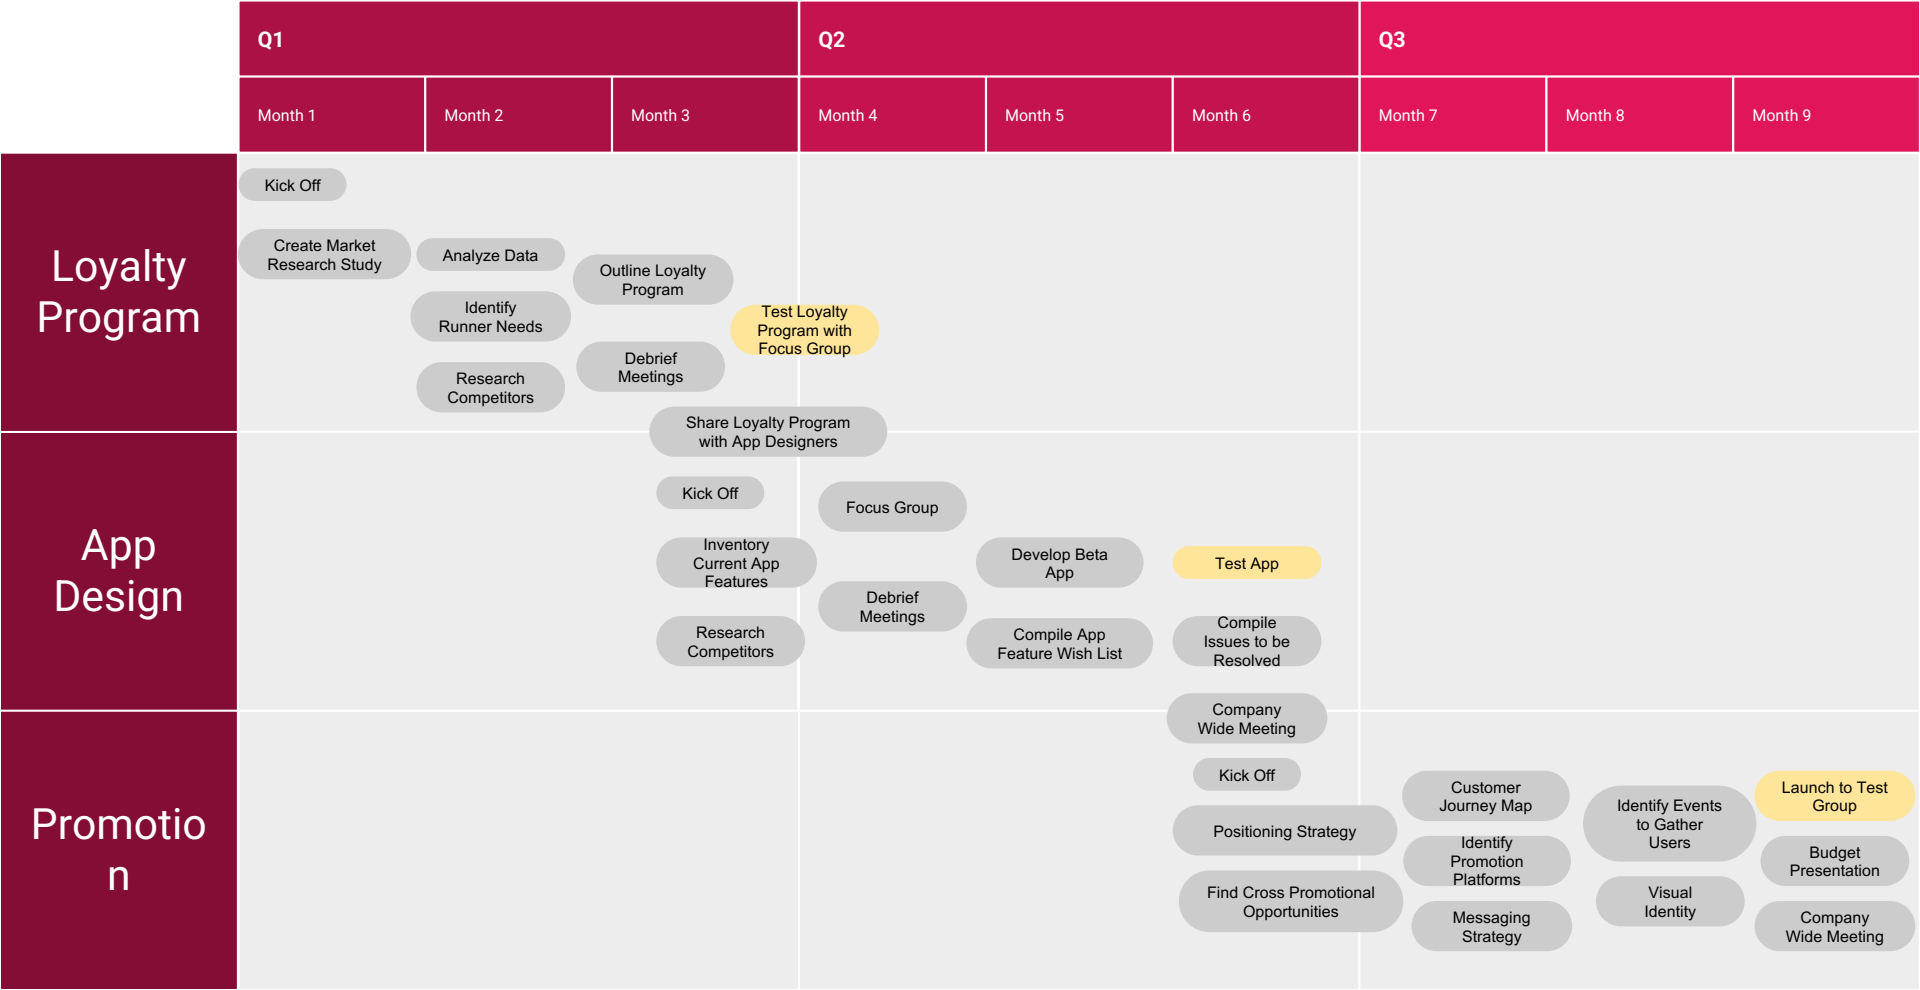 Q1
Q2
Q3
Month 1
Month 2
Month 3
Month 4
Month 5
Month 6
Month 7
Month 8
Month 9
Loyalty
Program
Kick Off
Create Market
Research Study
Analyze Data
Identify
Runner Needs
Research
Competitors
Outline Loyalty
Program
Debrief
Meetings
Test Loyalty
Program with
Focus Group
Share Loyalty Program
with App Designers
App
Design
Kick Off
Inventory
Current App
Features
Research
Competitors
Focus Group
Debrief
Meetings
Develop Beta
App
Compile App
Feature Wish List
Test App
Compile
Issues to be
Resolved
Company
Wide Meeting
Promotio
n
Kick Off
Positioning Strategy
Find Cross Promotional
Opportunities
Customer
Journey Map
Identify
Promotion
Platforms
Messaging
Strategy
Identify Events
to Gather
Users
Visual
Identity
Launch to Test
Group
Budget
Presentation
Company
Wide Meeting